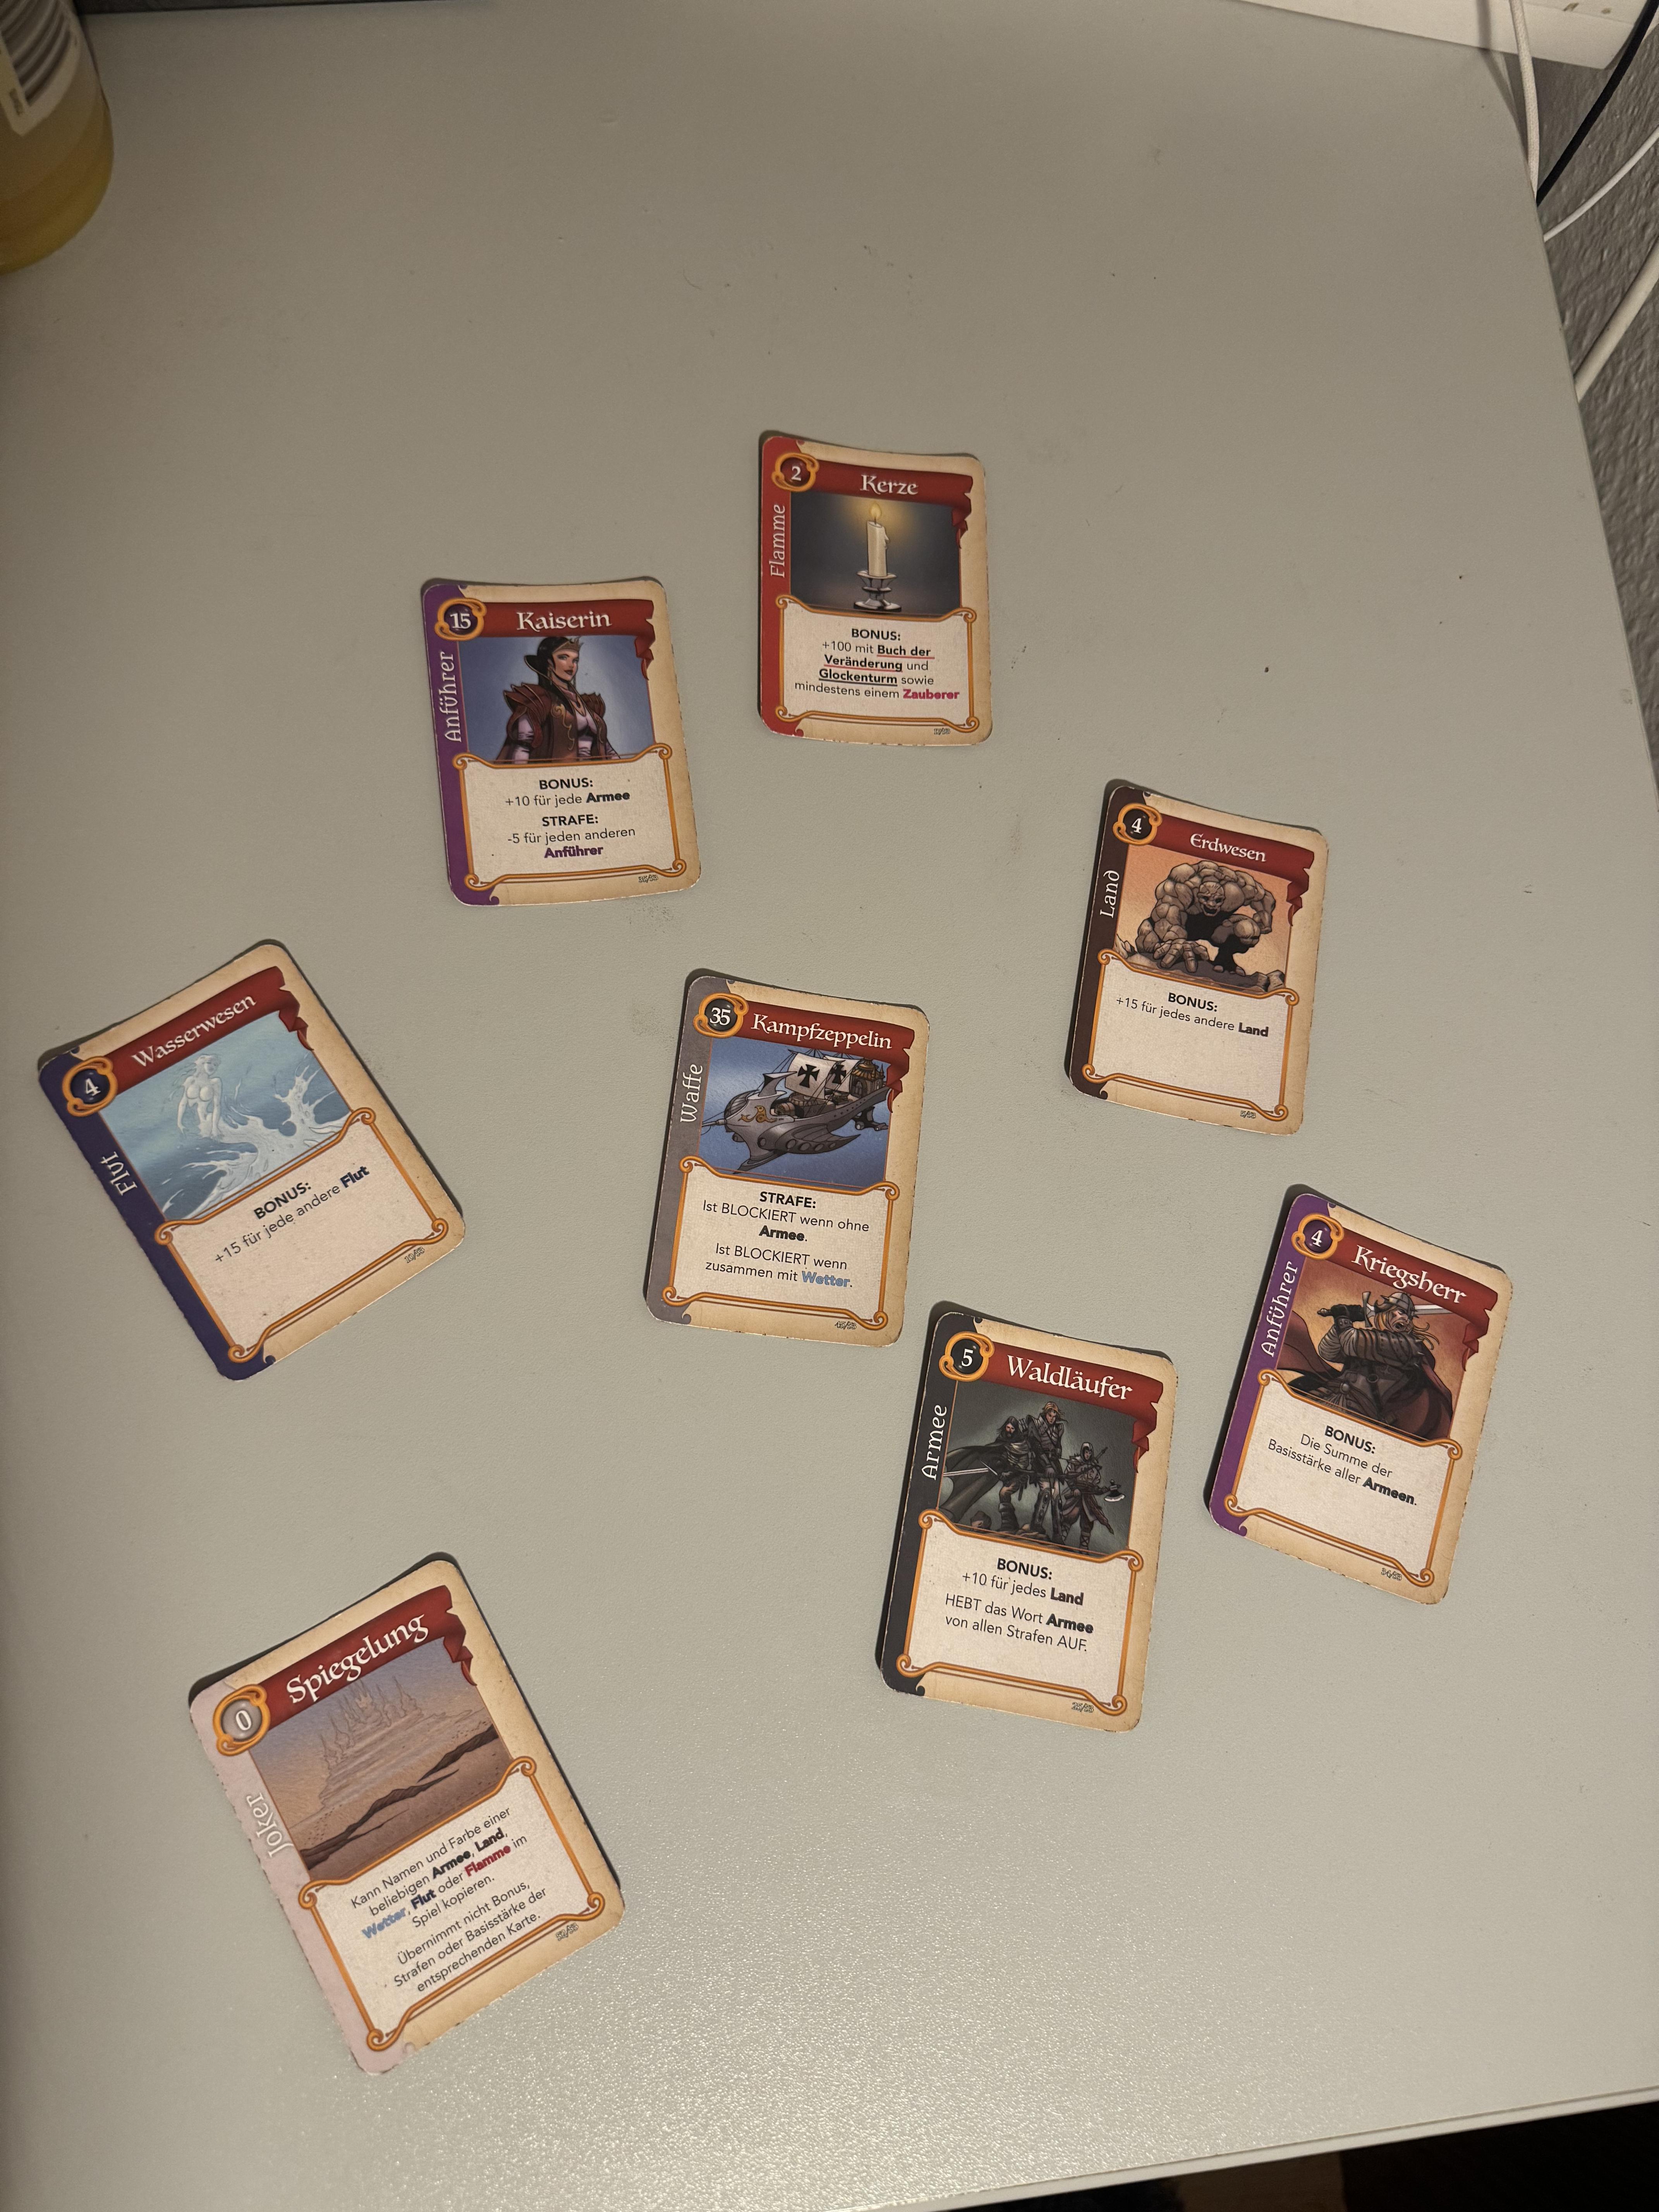 2
Kerze
Flamme
BONUS:
+100 mit Buch der
Veränderung und
Glockenturm sowie
mindestens einem Zauberer
15
Kaiserin
Anführer
BONUS:
+10 für jede Armee
STRAFE:
-5 für jeden anderen
Anführer
4
Erdwesen
Land
BONUS:
+15 für jedes andere Land
4
Wasserwesen
Flut
BONUS:
+15 für jede andere Flut
35
Kampfzeppelin
Waffe
STRAFE:
Ist BLOCKIERT wenn ohne
Armee.
Ist BLOCKIERT wenn
zusammen mit Wetter.
4
Kriegsherr
Anführer
BONUS:
Die Summe der
Basisstärke aller Armeen.
5
Waldläufer
Armee
BONUS:
+10 für jedes Land
HEBT das Wort Armee
von allen Strafen AUF.
0
Spiegelung
Joker
Kann Namen und Farbe einer
beliebigen Armee, Land,
Wetter, Flut oder Flamme im
Spiel kopieren.
Übernimmt nicht Bonus,
Strafen oder Basisstärke der
entsprechenden Karte.